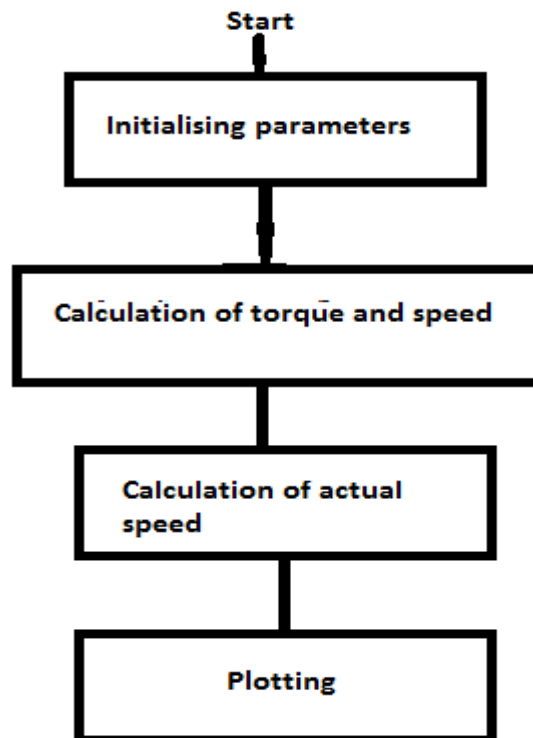 Start
Initialising parameters
Calculation of torque and speed
Calculation of actual
speed
Plotting